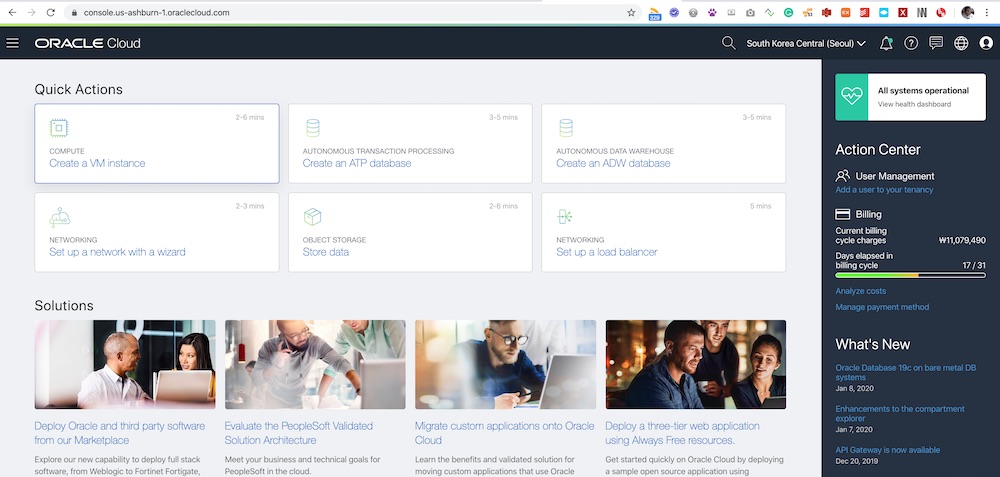 console.us-ashburn-1.oraclecloud.com
ORACLE Cloud
South Korea Central (Seoul)
Quick Actions
2-6 mins
COMPUTE
Create a VM instance
3-5 mins
AUTONOMOUS TRANSACTION PROCESSING
Create an ATP database
3-5 mins
AUTONOMOUS DATA WAREHOUSE
Create an ADW database
2-3 mins
NETWORKING
Set up a network with a wizard
2-6 mins
OBJECT STORAGE
Store data
5 mins
NETWORKING
Set up a load balancer
Solutions
Deploy Oracle and third party software
from our Marketplace
Explore our new capability to deploy full stack
software, from Weblogic to Fortinet Fortigate,
Evaluate the PeopleSoft Validated
Solution Architecture
Meet your business and technical goals for
PeopleSoft in the cloud.
Migrate custom applications onto Oracle
Cloud
Learn the benefits and validated solution for
moving custom applications that use Oracle
Deploy a three-tier web application
using Always Free resources.
Get started quickly on Oracle Cloud by deploying
a sample open source application using
All systems operational
View health dashboard
Action Center
User Management
Add a user to your tenancy
Billing
Current billing
cycle charges
₩11,079,490
Days elapsed in
billing cycle
17 / 31
Analyze costs
Manage payment method
What's New
Oracle Database 19c on bare metal DB
systems
Jan 8, 2020
Enhancements to the compartment
explorer
Jan 7, 2020
API Gateway is now available
Dec 20, 2019